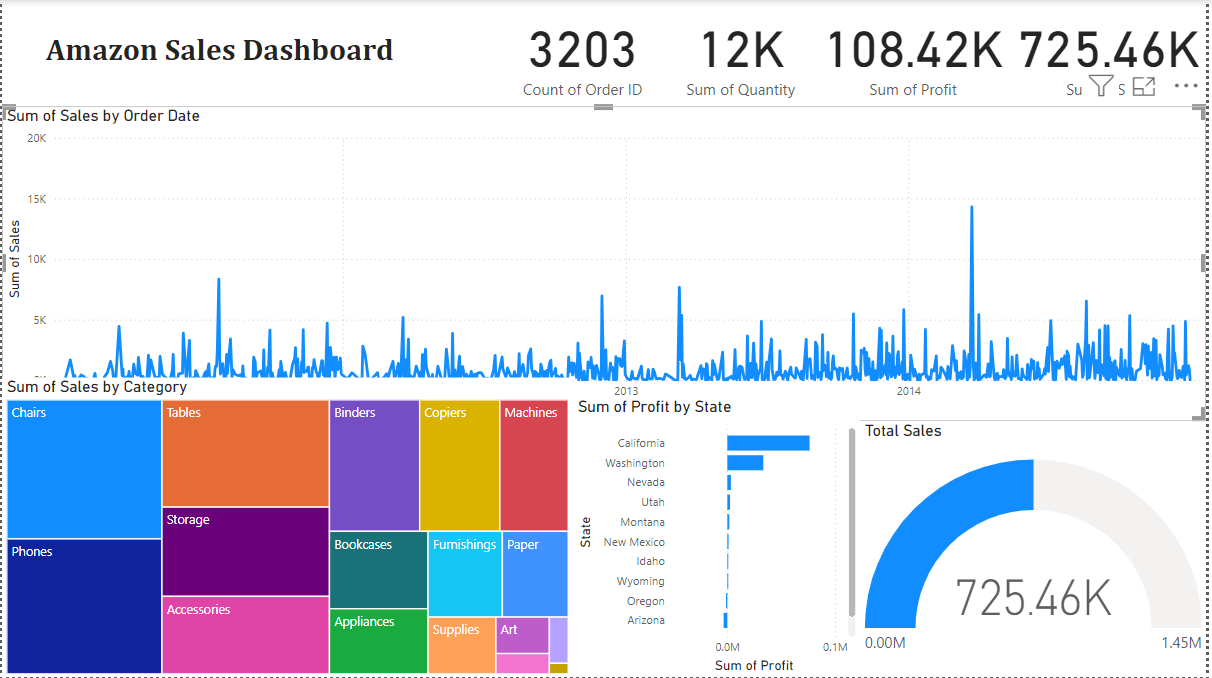 Amazon Sales Dashboard
3203
Count of Order ID
12K
Sum of Quantity
108.42K
Sum of Profit
725.46K
Su S
Sum of Sales by Order Date
20K
15K
10K
5K
Sum of Sales
2013
2014
Sum of Sales by Category
Chairs
Tables
Binders
Copiers
Machines
Storage
Phones
Bookcases
Furnishings
Paper
Accessories
Appliances
Supplies
Art
Sum of Profit by State
California
Washington
Nevada
Utah
Montana
New Mexico
Idaho
Wyoming
Oregon
Arizona
State
0.0M
0.1M
Sum of Profit
Total Sales
725.46K
0.00M
1.45M